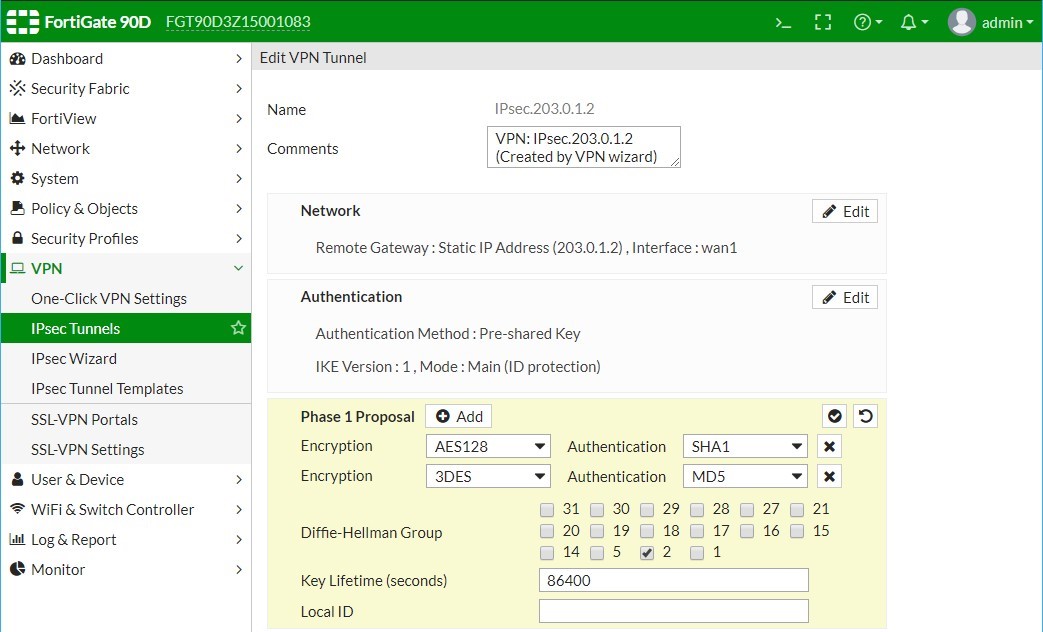 FortiGate 90D FGT90D3Z15001083 >_ admin
Dashboard
Security Fabric
FortiView
Network
System
Policy & Objects
Security Profiles
VPN
One-Click VPN Settings
IPsec Tunnels
IPsec Wizard
IPsec Tunnel Templates
SSL-VPN Portals
SSL-VPN Settings
User & Device
WiFi & Switch Controller
Log & Report
Monitor
Edit VPN Tunnel
Name IPsec.203.0.1.2
Comments VPN: IPsec.203.0.1.2
(Created by VPN wizard)
Network Edit
Remote Gateway : Static IP Address (203.0.1.2) , Interface : wan1
Authentication Edit
Authentication Method : Pre-shared Key
IKE Version : 1 , Mode : Main (ID protection)
Phase 1 Proposal Add
Encryption AES128 Authentication SHA1
Encryption 3DES Authentication MD5
Diffie-Hellman Group
31 30 29 28 27 21
20 19 18 17 16 15
14 5 2 1
Key Lifetime (seconds) 86400
Local ID